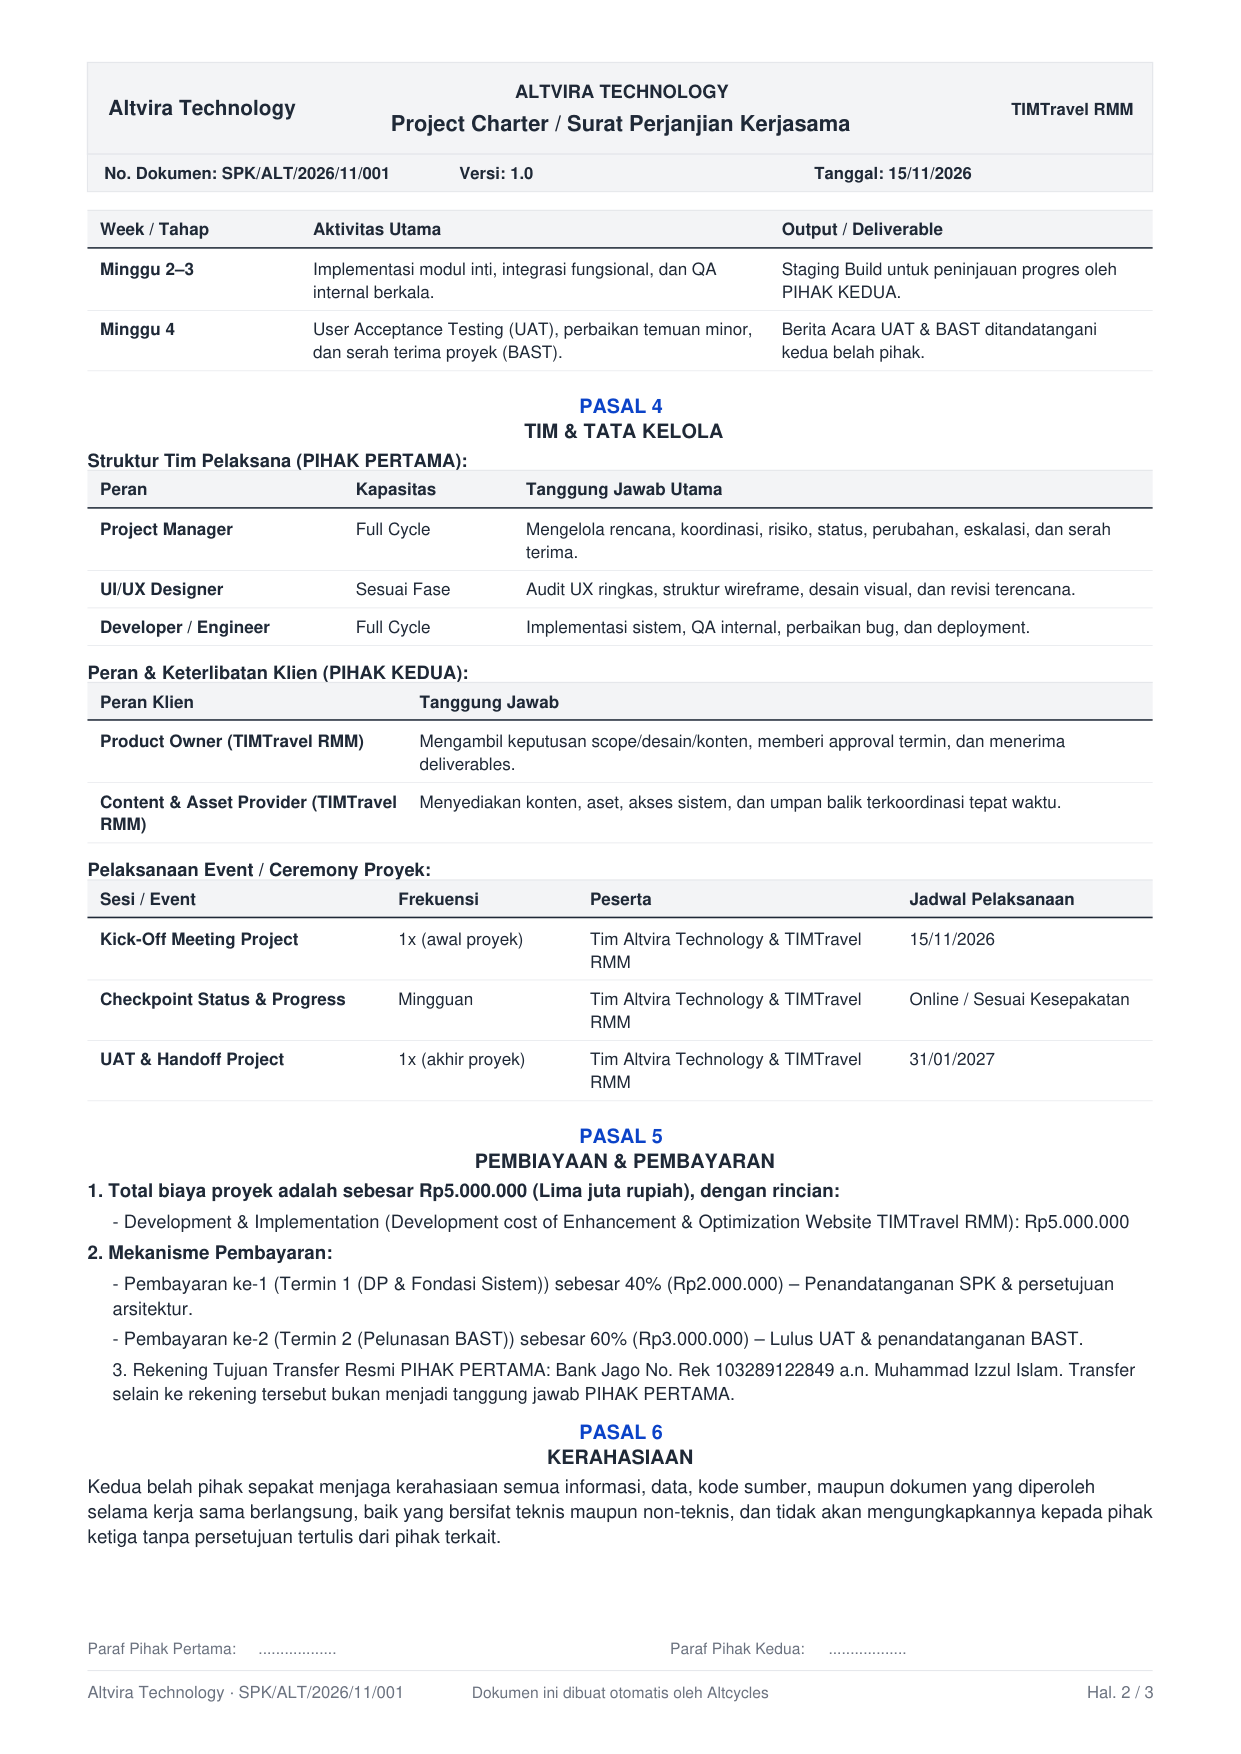 Altvira Technology
ALTVIRA TECHNOLOGY
Project Charter / Surat Perjanjian Kerjasama
TIMTravel RMM
No. Dokumen: SPK/ALT/2026/11/001 Versi: 1.0 Tanggal: 15/11/2026
Week / Tahap Aktivitas Utama Output / Deliverable
Minggu 2–3 Implementasi modul inti, integrasi fungsional, dan QA Staging Build untuk peninjauan progres oleh
internal berkala. PIHAK KEDUA.
Minggu 4 User Acceptance Testing (UAT), perbaikan temuan minor, Berita Acara UAT & BAST ditandatangani
dan serah terima proyek (BAST). kedua belah pihak.
PASAL 4
TIM & TATA KELOLA
Struktur Tim Pelaksana (PIHAK PERTAMA):
Peran Kapasitas Tanggung Jawab Utama
Project Manager Full Cycle Mengelola rencana, koordinasi, risiko, status, perubahan, eskalasi, dan serah
terima.
UI/UX Designer Sesuai Fase Audit UX ringkas, struktur wireframe, desain visual, dan revisi terencana.
Developer / Engineer Full Cycle Implementasi sistem, QA internal, perbaikan bug, dan deployment.
Peran & Keterlibatan Klien (PIHAK KEDUA):
Peran Klien Tanggung Jawab
Product Owner (TIMTravel RMM) Mengambil keputusan scope/desain/konten, memberi approval termin, dan menerima
deliverables.
Content & Asset Provider (TIMTravel Menyediakan konten, aset, akses sistem, dan umpan balik terkoordinasi tepat waktu.
RMM)
Pelaksanaan Event / Ceremony Proyek:
Sesi / Event Frekuensi Peserta Jadwal Pelaksanaan
Kick-Off Meeting Project 1x (awal proyek) Tim Altvira Technology & TIMTravel 15/11/2026
RMM
Checkpoint Status & Progress Mingguan Tim Altvira Technology & TIMTravel Online / Sesuai Kesepakatan
RMM
UAT & Handoff Project 1x (akhir proyek) Tim Altvira Technology & TIMTravel 31/01/2027
RMM
PASAL 5
PEMBIAYAAN & PEMBAYARAN
1. Total biaya proyek adalah sebesar Rp5.000.000 (Lima juta rupiah), dengan rincian:
- Development & Implementation (Development cost of Enhancement & Optimization Website TIMTravel RMM): Rp5.000.000
2. Mekanisme Pembayaran:
- Pembayaran ke-1 (Termin 1 (DP & Fondasi Sistem)) sebesar 40% (Rp2.000.000) – Penandatanganan SPK & persetujuan
arsitektur.
- Pembayaran ke-2 (Termin 2 (Pelunasan BAST)) sebesar 60% (Rp3.000.000) – Lulus UAT & penandatanganan BAST.
3. Rekening Tujuan Transfer Resmi PIHAK PERTAMA: Bank Jago No. Rek 103289122849 a.n. Muhammad Izzul Islam. Transfer
selain ke rekening tersebut bukan menjadi tanggung jawab PIHAK PERTAMA.
PASAL 6
KERAHASIAAN
Kedua belah pihak sepakat menjaga kerahasiaan semua informasi, data, kode sumber, maupun dokumen yang diperoleh
selama kerja sama berlangsung, baik yang bersifat teknis maupun non-teknis, dan tidak akan mengungkapkannya kepada pihak
ketiga tanpa persetujuan tertulis dari pihak terkait.
Paraf Pihak Pertama: .................. Paraf Pihak Kedua: ..................
Altvira Technology · SPK/ALT/2026/11/001 Dokumen ini dibuat otomatis oleh Altcycles Hal. 2 / 3